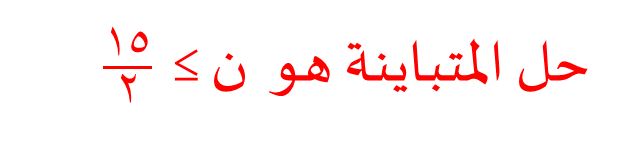 حل المتباينة هو ن ≥ ١٥/٢